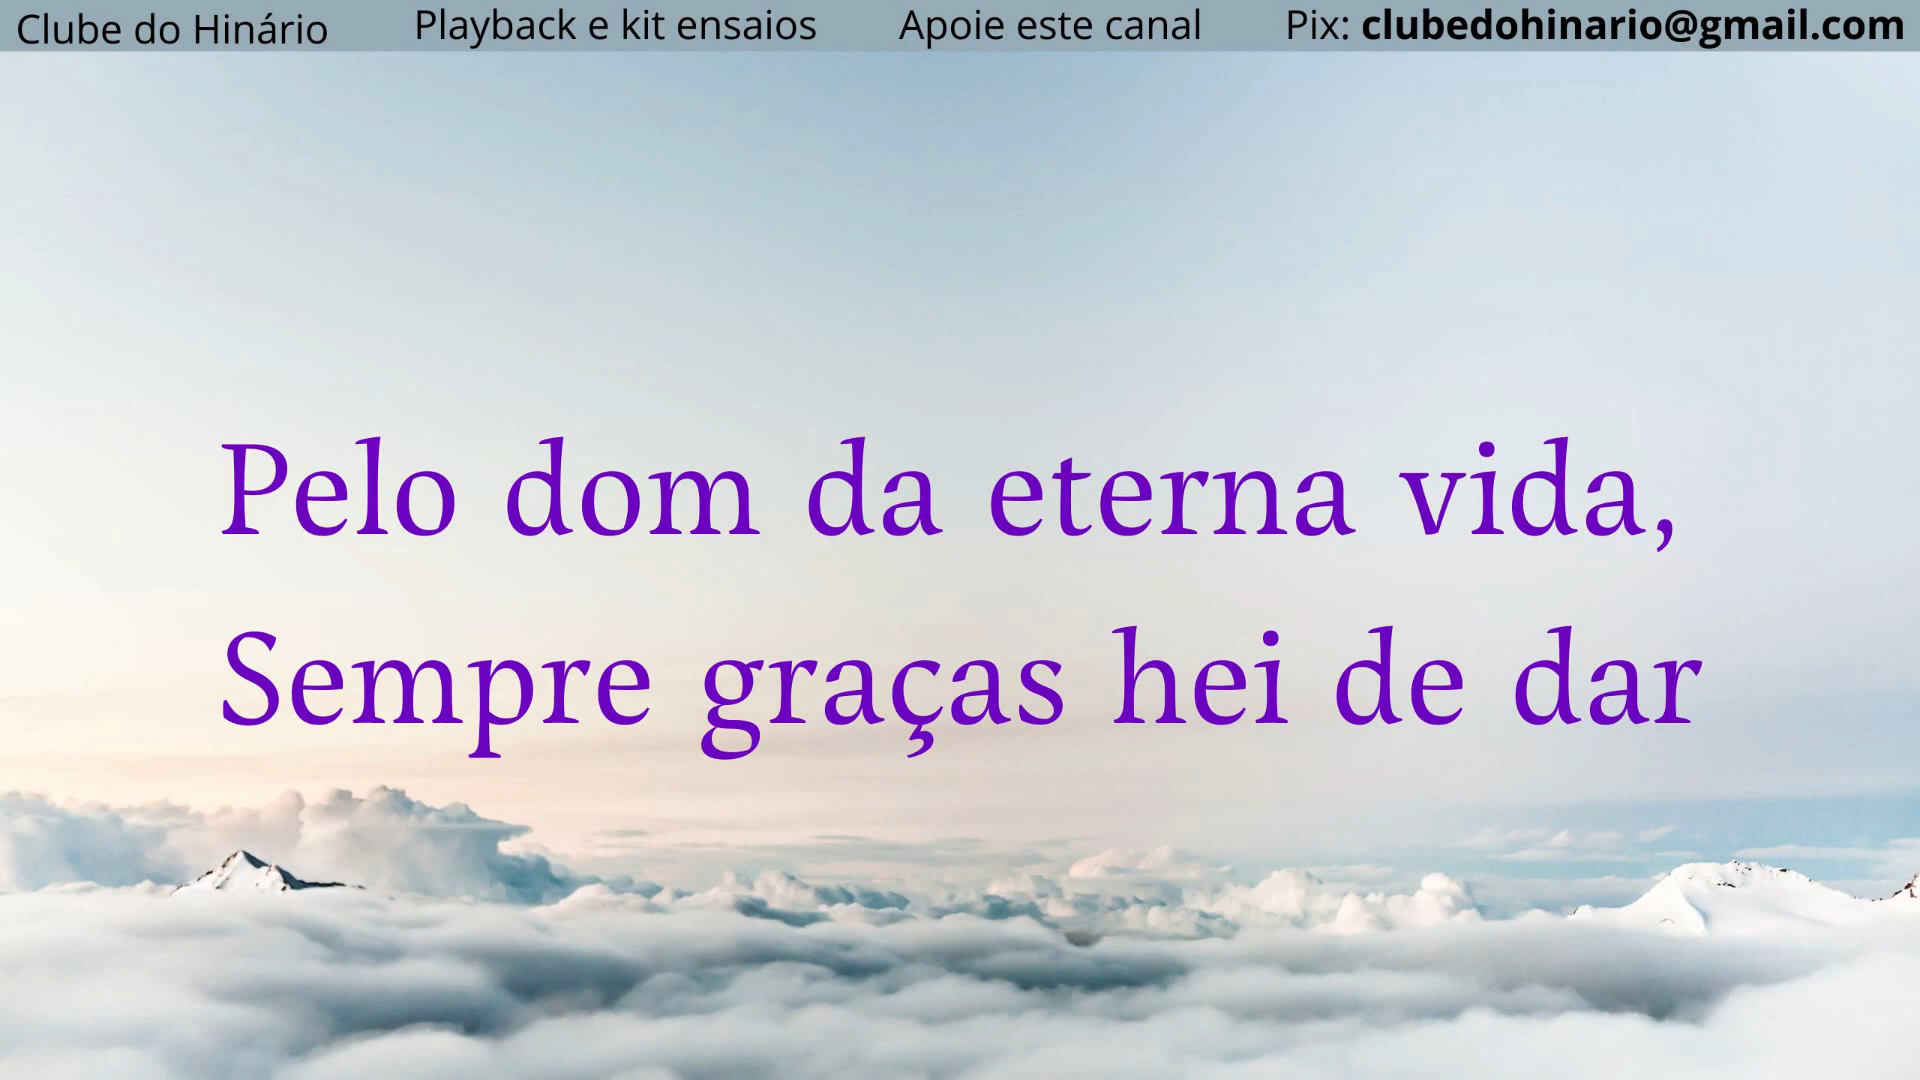 Clube do Hinário Playback e kit ensaios Apoie este canal Pix: clubedohinario@gmail.com
Pelo dom da eterna vida,
Sempre graças hei de dar